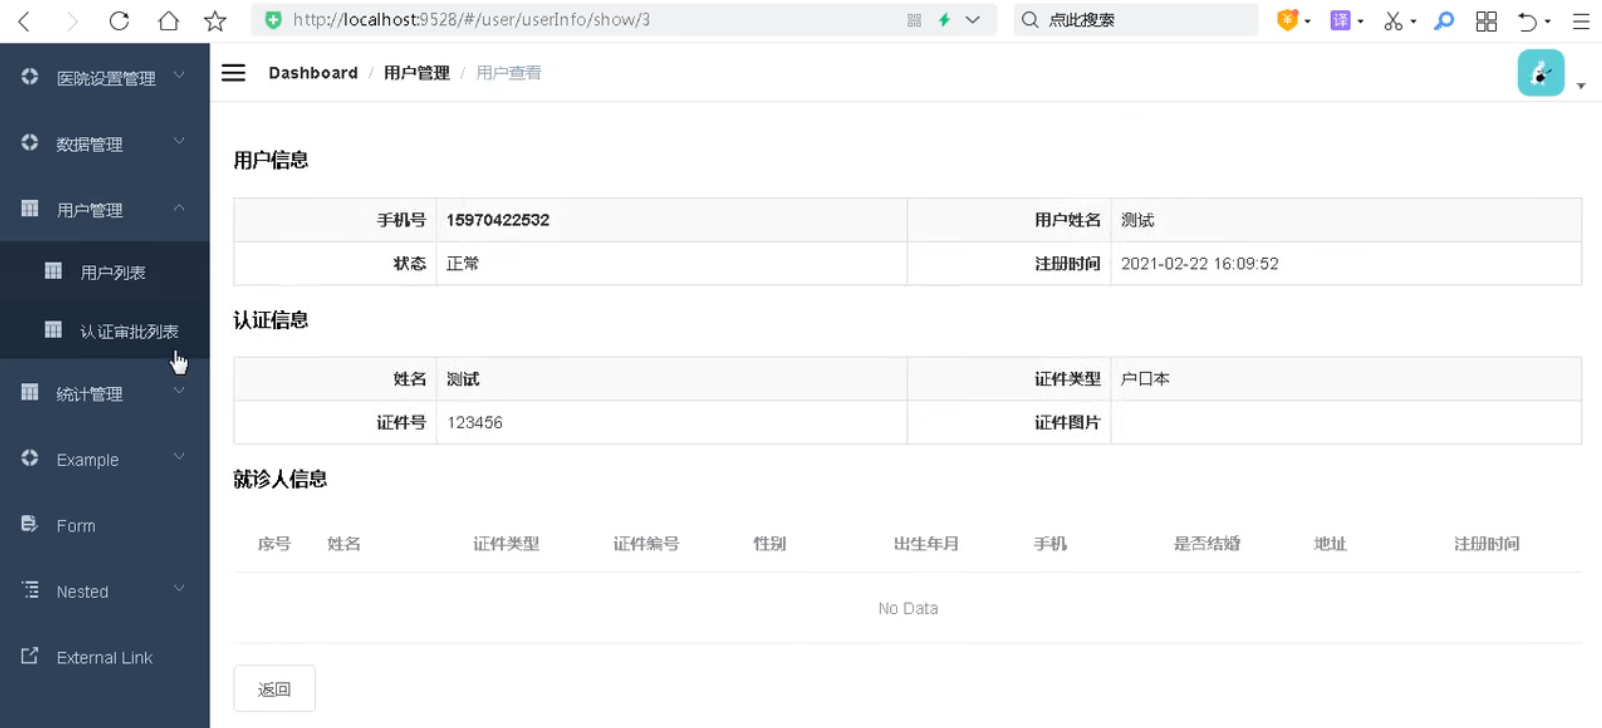 http://localhost:9528/#/user/userInfo/show/3
点此搜索
译
医院设置管理
数据管理
用户管理
用户列表
认证审批列表
统计管理
Example
Form
Nested
External Link
Dashboard / 用户管理 / 用户查看
用户信息
手机号 15970422532 用户姓名 测试
状态 正常 注册时间 2021-02-22 16:09:52
认证信息
姓名 测试 证件类型 户口本
证件号 123456 证件图片
就诊人信息
序号 姓名 证件类型 证件编号 性别 出生年月 手机 是否结婚 地址 注册时间
No Data
返回